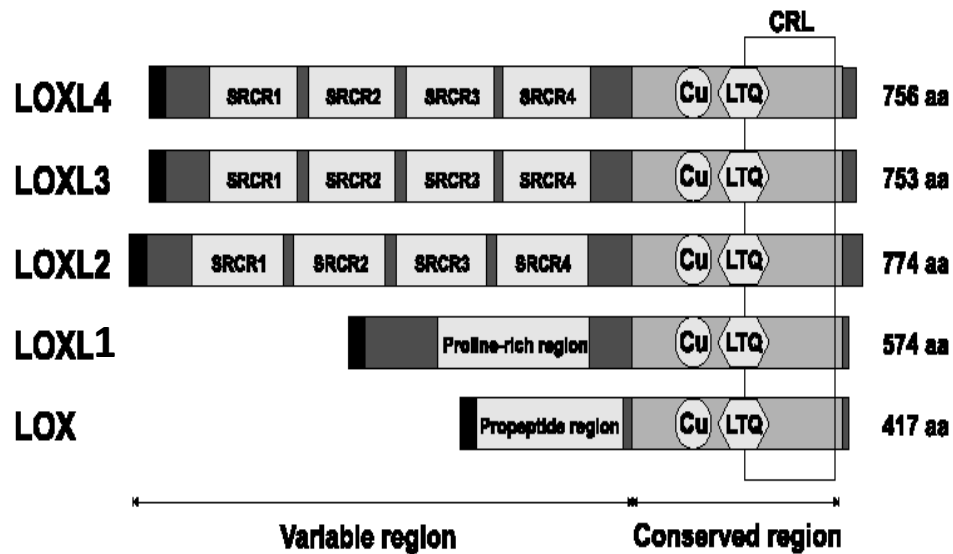 CRL
LOXL4 SRCR1 SRCR2 SRCR3 SRCR4 Cu LTQ 756 aa
LOXL3 SRCR1 SRCR2 SRCR3 SRCR4 Cu LTQ 753 aa
LOXL2 SRCR1 SRCR2 SRCR3 SRCR4 Cu LTQ 774 aa
LOXL1 Proline-rich region Cu LTQ 574 aa
LOX Propeptide region Cu LTQ 417 aa
Variable region Conserved region